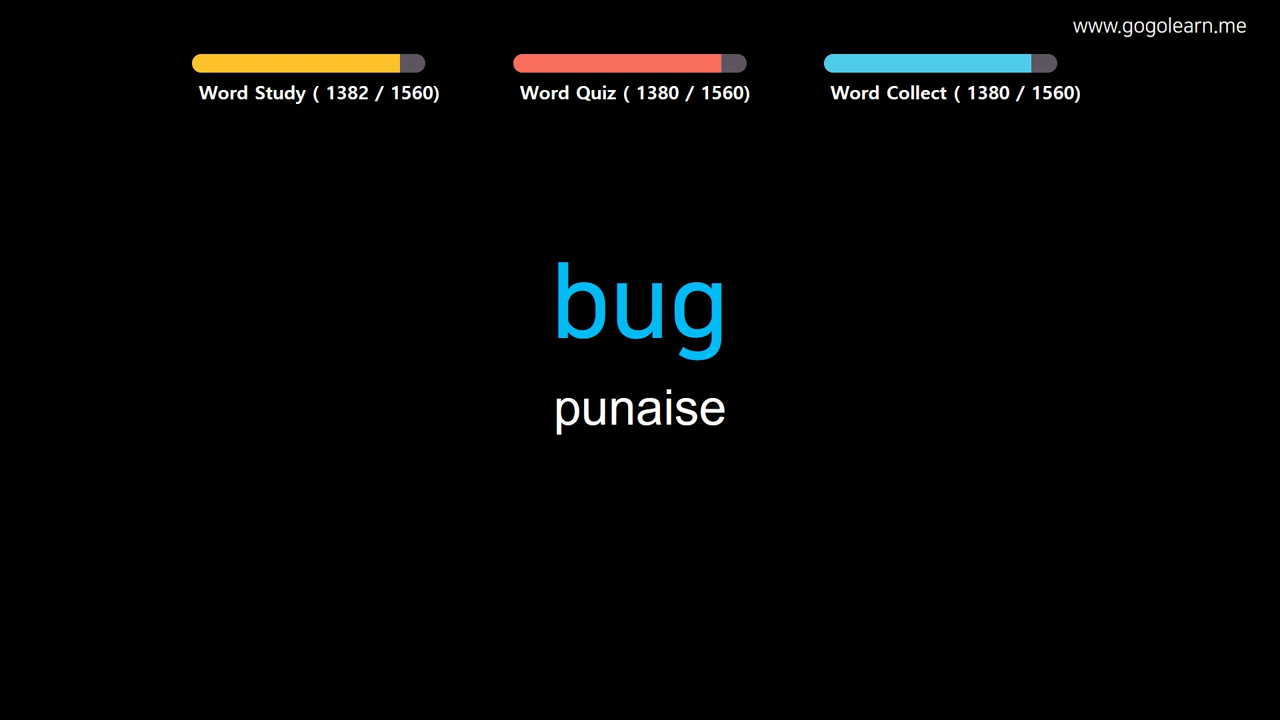 www.gogolearn.me
Word Study ( 1382 / 1560)
Word Quiz ( 1380 / 1560)
Word Collect ( 1380 / 1560)
bug
punaise